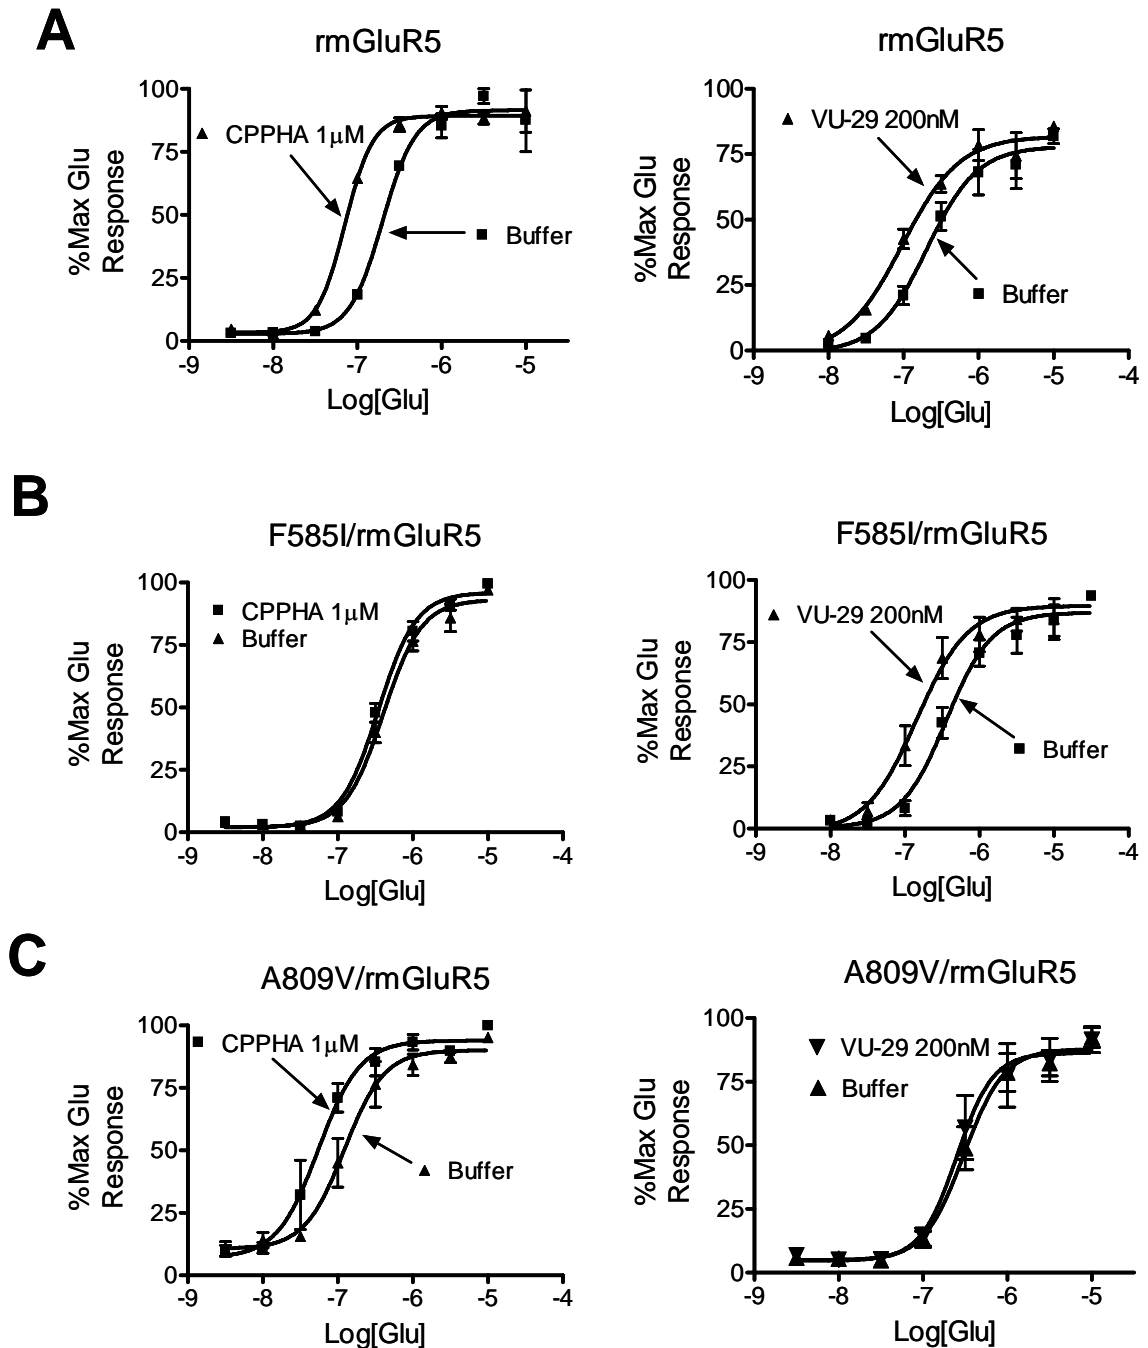 A
rmGluR5
100
75
50
25
0
%Max Glu
Response
CPPHA 1μM
Buffer
-9
-8
-7
-6
-5
Log[Glu]
rmGluR5
100
75
50
25
0
%Max Glu
Response
VU-29 200nM
Buffer
-9
-8
-7
-6
-5
-4
Log[Glu]
B
F585I/rmGluR5
100
75
50
25
0
%Max Glu
Response
CPPHA 1μM
Buffer
-9
-8
-7
-6
-5
-4
Log[Glu]
F585I/rmGluR5
100
75
50
25
0
%Max Glu
Response
VU-29 200nM
Buffer
-9
-8
-7
-6
-5
-4
Log[Glu]
C
A809V/rmGluR5
100
75
50
25
0
%Max Glu
Response
CPPHA 1μM
Buffer
-9
-8
-7
-6
-5
-4
Log[Glu]
A809V/rmGluR5
100
75
50
25
0
%Max Glu
Response
VU-29 200nM
Buffer
-9
-8
-7
-6
-5
Log[Glu]